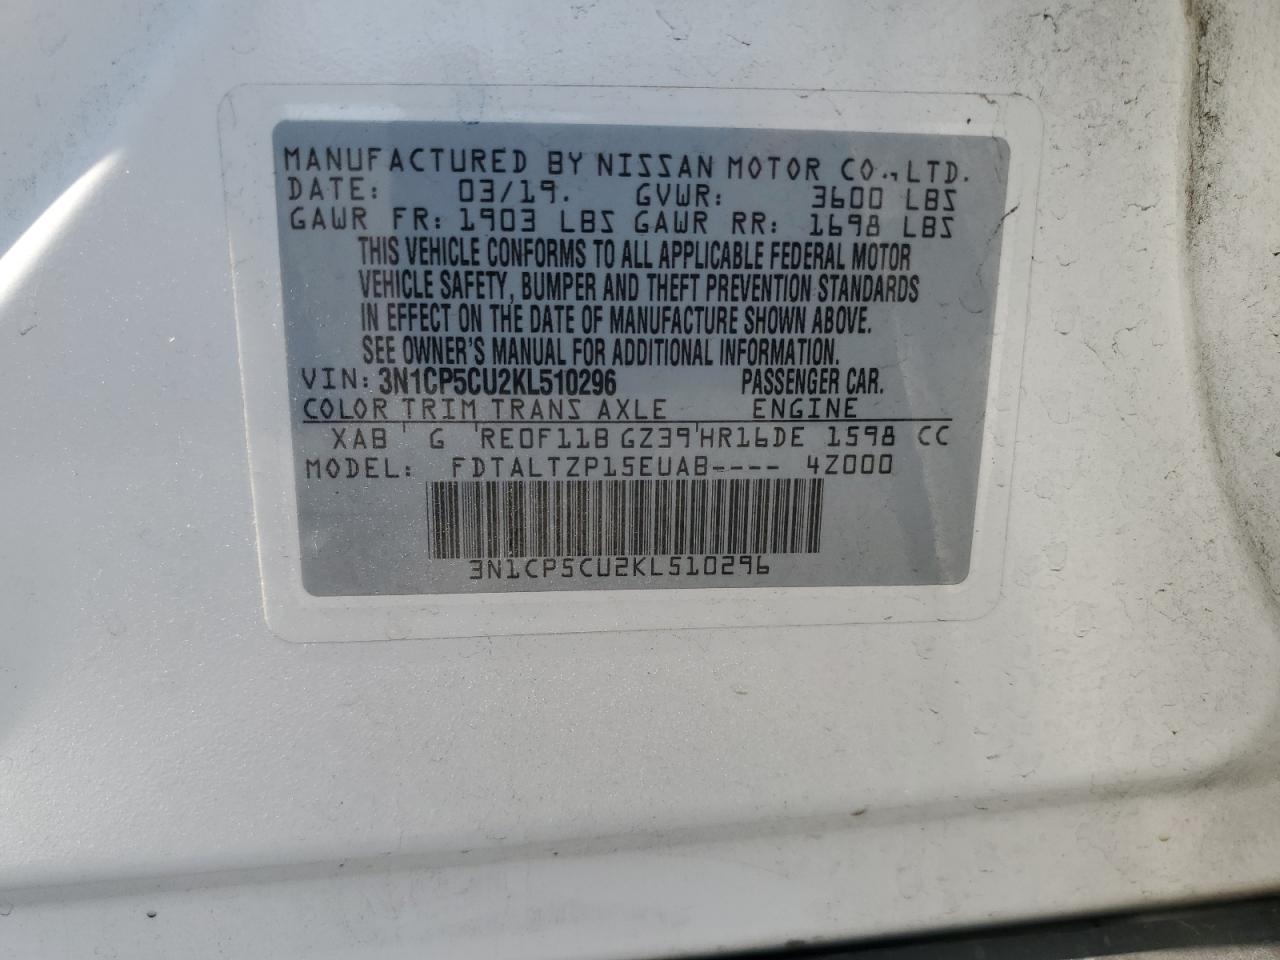 MANUFACTURED BY NISSAN MOTOR CO.,LTD.
DATE: 03/19. GVWR: 3600 LBS
GAWR FR: 1903 LBS GAWR RR: 1698 LBS
THIS VEHICLE CONFORMS TO ALL APPLICABLE FEDERAL MOTOR
VEHICLE SAFETY, BUMPER AND THEFT PREVENTION STANDARDS
IN EFFECT ON THE DATE OF MANUFACTURE SHOWN ABOVE.
SEE OWNER'S MANUAL FOR ADDITIONAL INFORMATION.
VIN: 3N1CP5CU2KL510296 PASSENGER CAR.
COLOR TRIM TRANS AXLE ENGINE
XAB G RE0F11B GZ39 HR16DE 1598 CC
MODEL: FDTALTZP15EUAB---- 4Z000
3N1CP5CU2KL510296